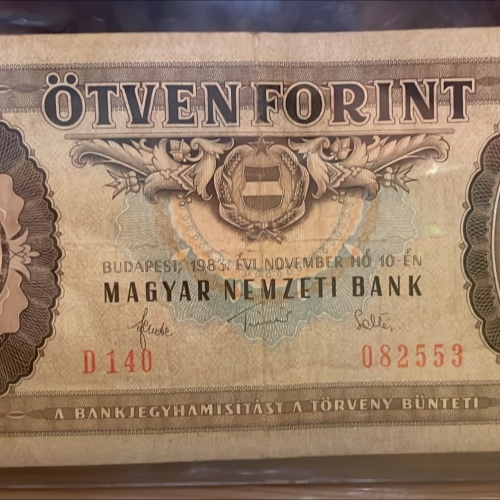 ÖTVEN FORINT
BUDAPEST, 1983. ÉVI NOVEMBER HÓ 10-ÉN
MAGYAR NEMZETI BANK
D 140 082553
A BANKJEGYHAMISÍTÁST A TÖRVÉNY BÜNTETI